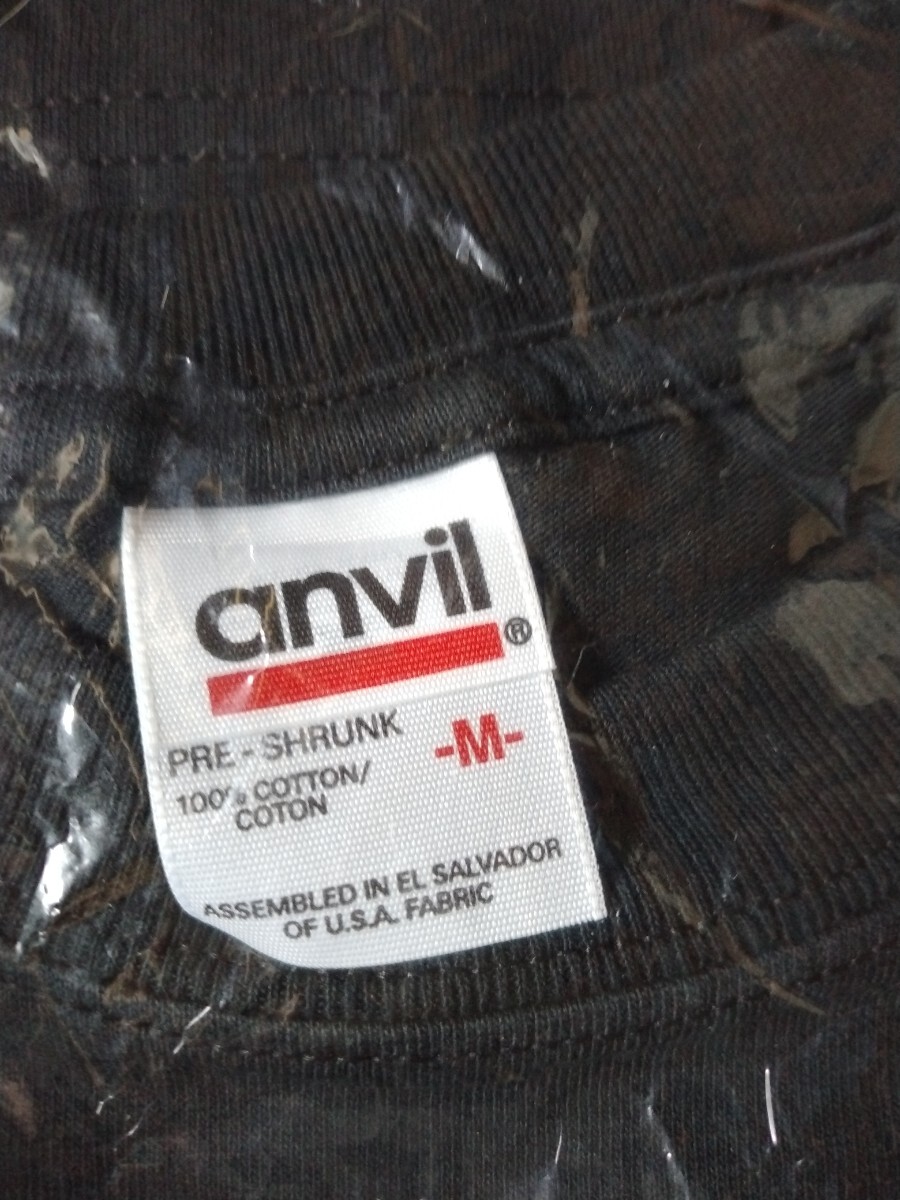 anvil®
PRE-SHRUNK
-M-
100% COTTON/
COTON
ASSEMBLED IN EL SALVADOR
OF U.S.A. FABRIC